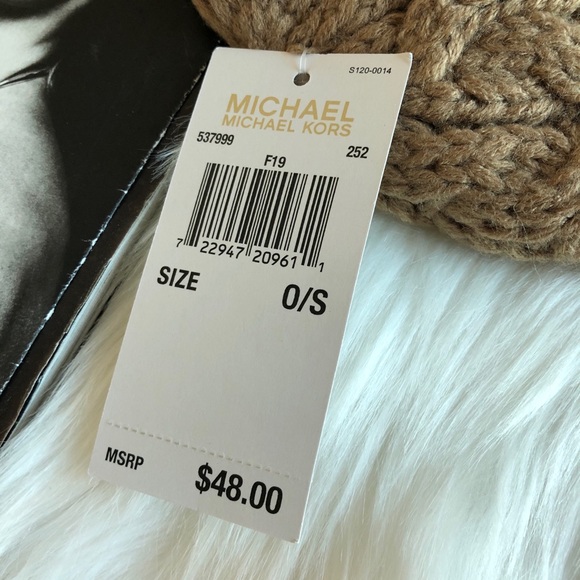 S120-0014
MICHAEL
MICHAEL KORS
537999 252
F19
7 22947 20961 1
SIZE O/S
MSRP $48.00